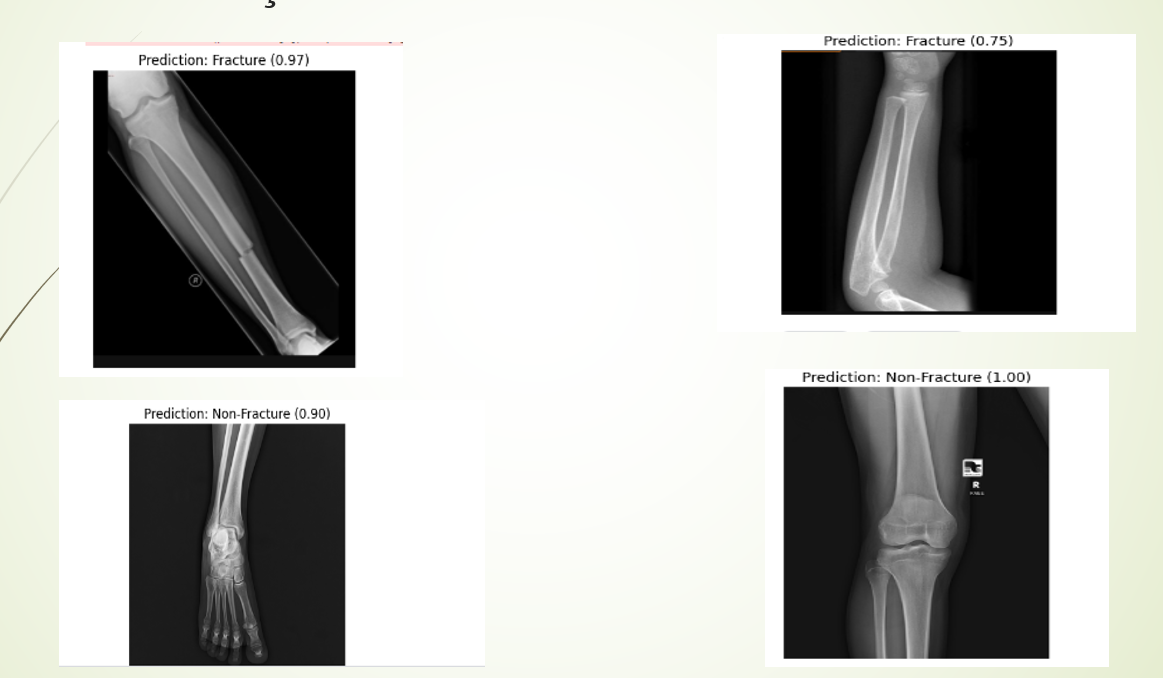 Prediction: Fracture (0.97)
Prediction: Fracture (0.75)
R
Prediction: Non-Fracture (0.90)
Prediction: Non-Fracture (1.00)
R